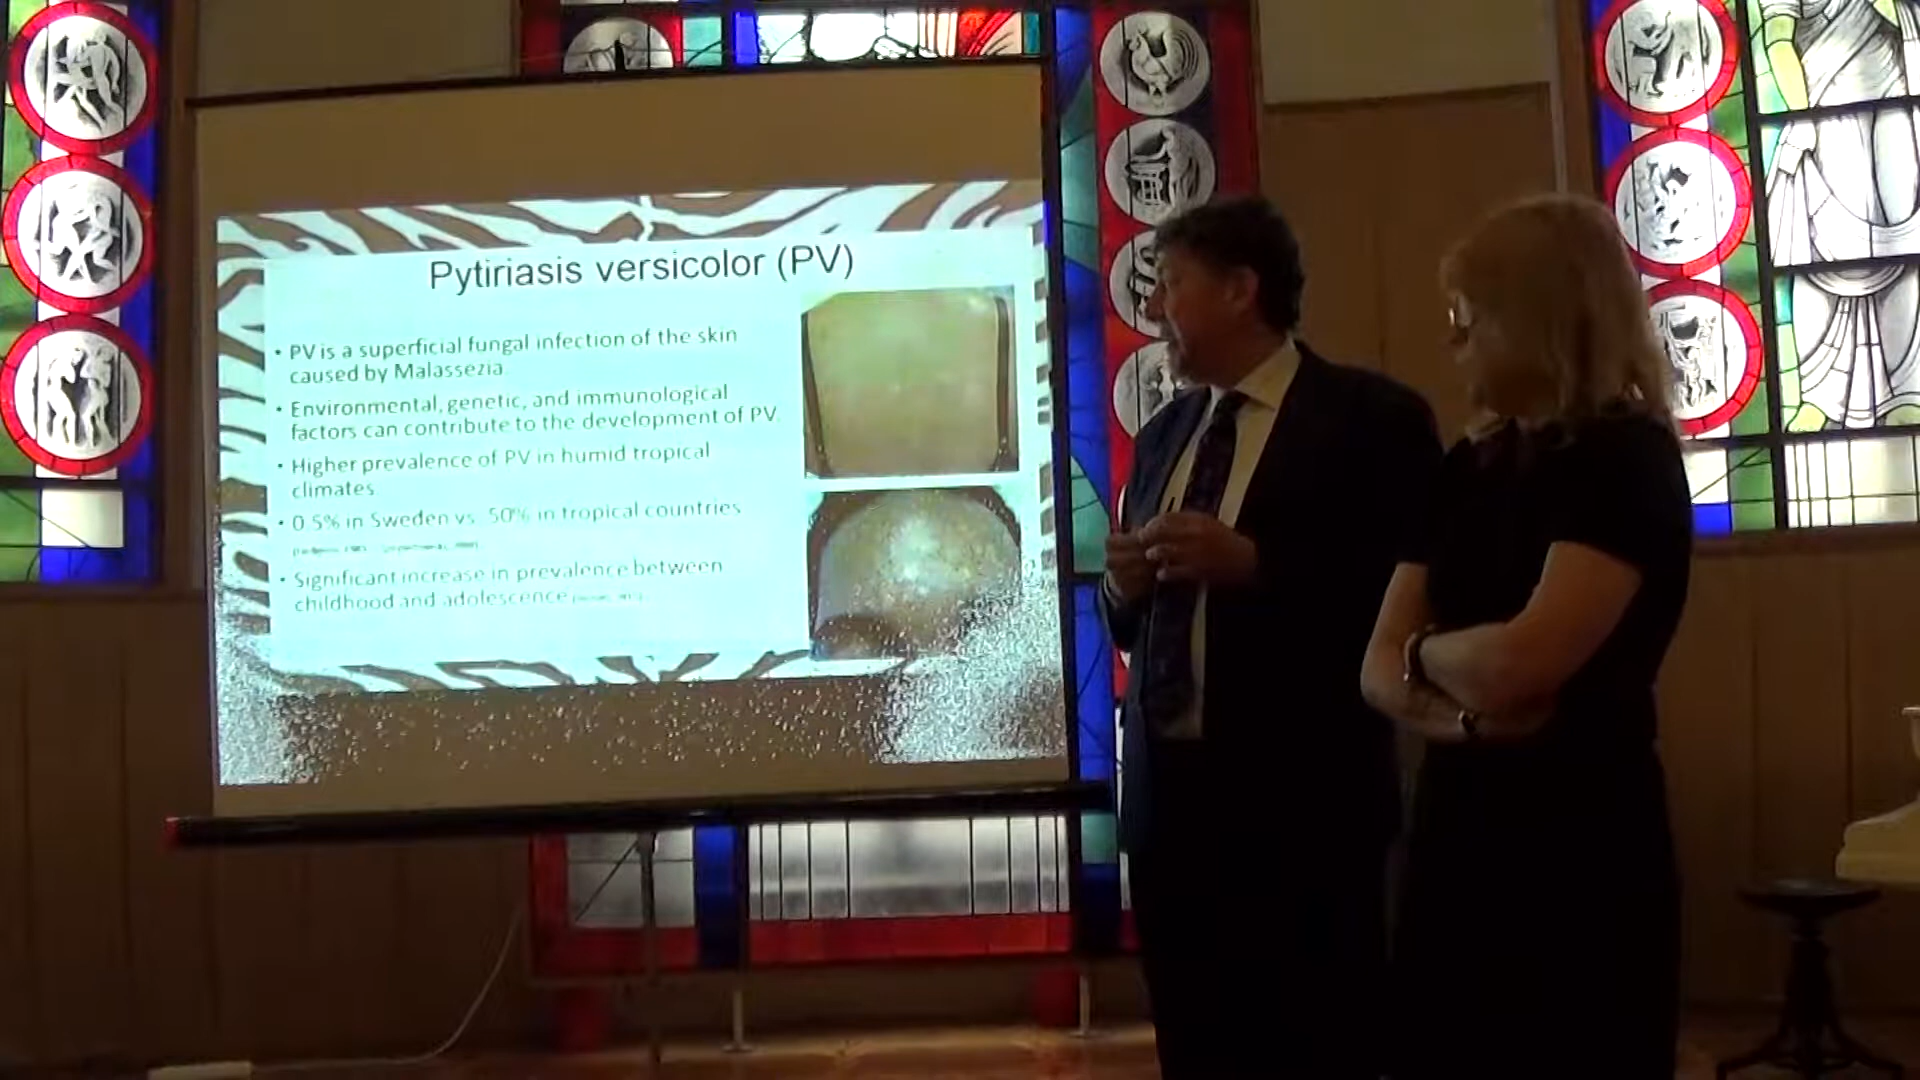 Pytiriasis versicolor (PV)
• PV is a superficial fungal infection of the skin
caused by Malassezia
• Environmental, genetic, and immunological
factors can contribute to the development of PV.
• Higher prevalence of PV in humid tropical
climates
• 0.5% in Sweden vs. 50% in tropical countries
• Significant increase in prevalence between
childhood and adolescence